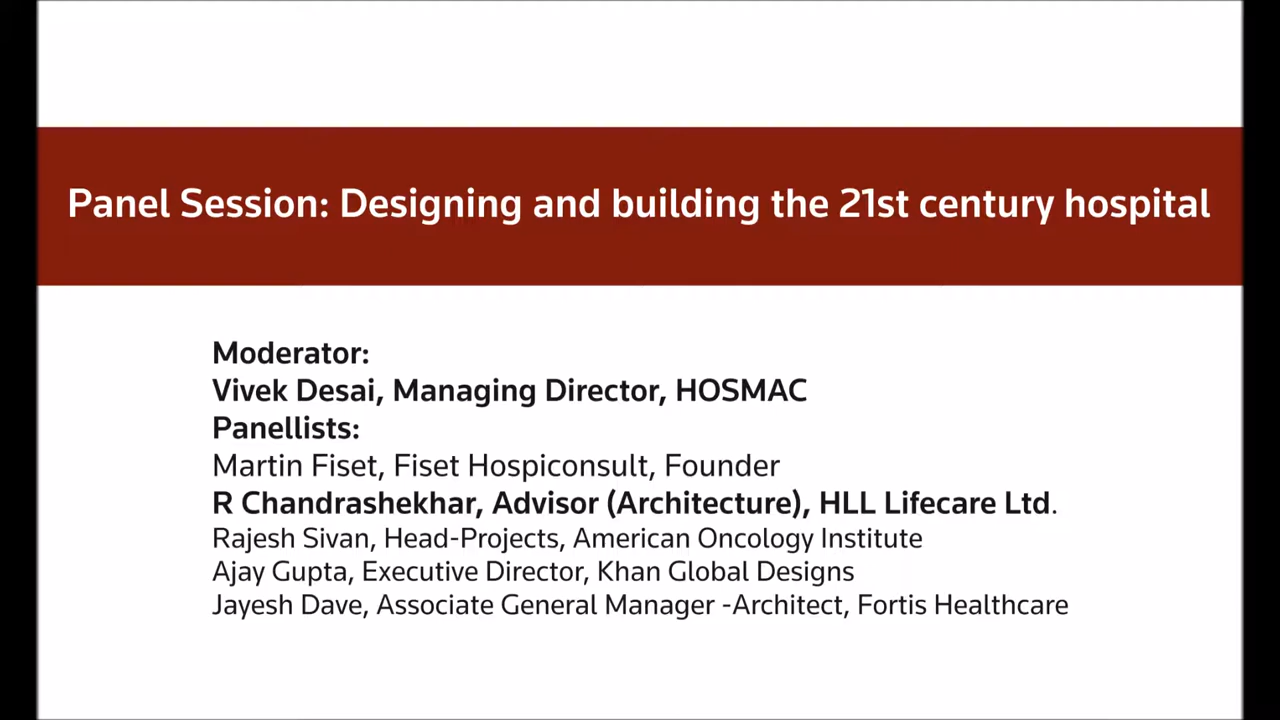 Panel Session: Designing and building the 21st century hospital
Moderator:
Vivek Desai, Managing Director, HOSMAC
Panellists:
Martin Fiset, Fiset Hospiconsult, Founder
R Chandrashekhar, Advisor (Architecture), HLL Lifecare Ltd.
Rajesh Sivan, Head-Projects, American Oncology Institute
Ajay Gupta, Executive Director, Khan Global Designs
Jayesh Dave, Associate General Manager -Architect, Fortis Healthcare